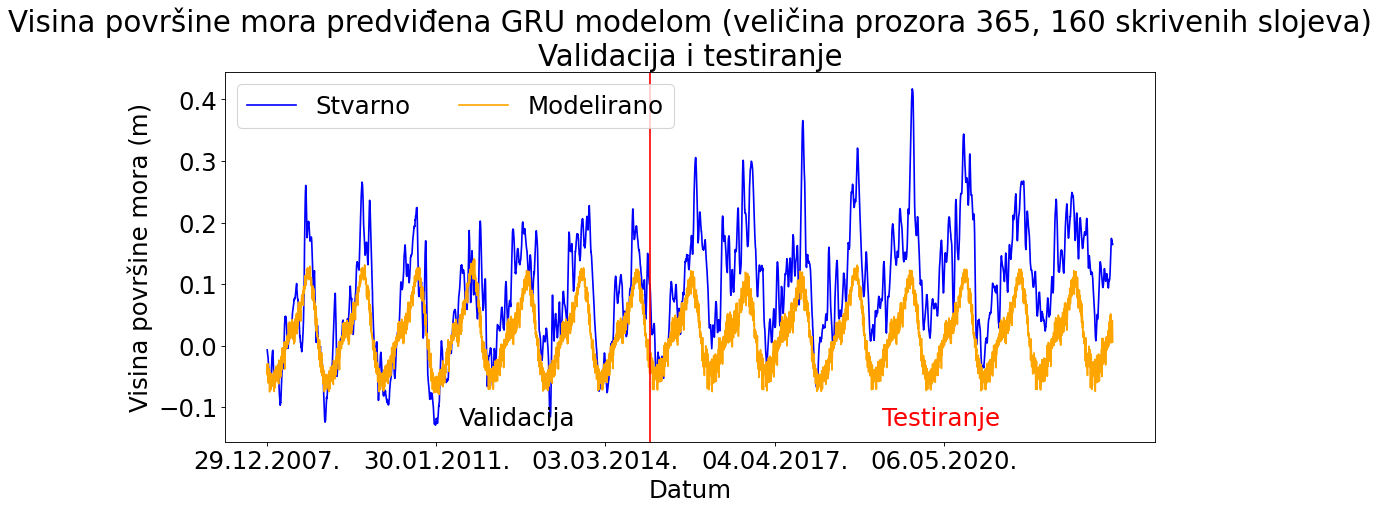 Visina površine mora predviđena GRU modelom (veličina prozora 365, 160 skrivenih slojeva)
Validacija i testiranje
Stvarno
Modelirano
Visina površine mora (m)
0.4
0.3
0.2
0.1
0.0
−0.1
Validacija
Testiranje
29.12.2007.
30.01.2011.
03.03.2014.
04.04.2017.
06.05.2020.
Datum